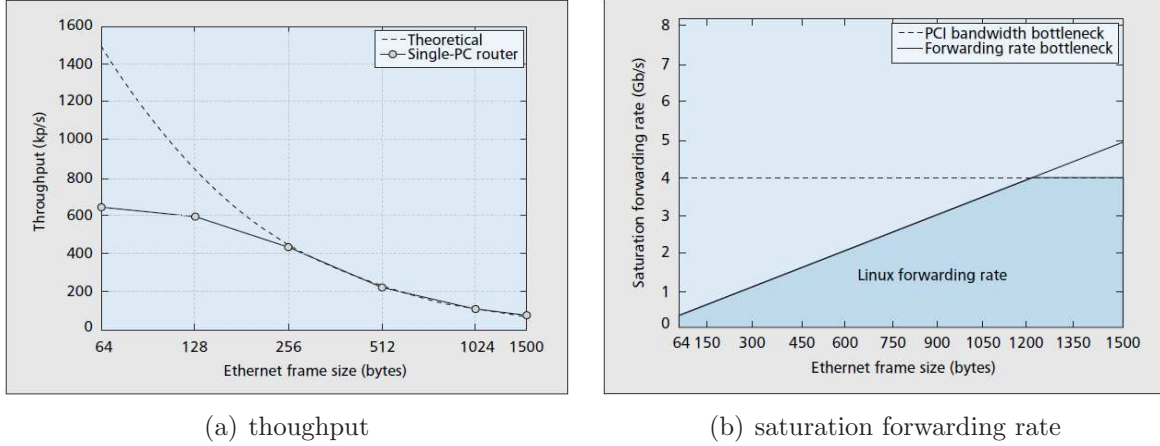 1600
1400
1200
1000
800
600
400
200
0
Throughput (kp/s)
Theoretical
Single-PC router
64 128 256 512 1024 1500
Ethernet frame size (bytes)
(a) thoughput
8
7
6
5
4
3
2
1
0
Saturation forwarding rate (Gb/s)
PCI bandwidth bottleneck
Forwarding rate bottleneck
Linux forwarding rate
64 150 300 450 600 750 900 1050 1200 1350 1500
Ethernet frame size (bytes)
(b) saturation forwarding rate